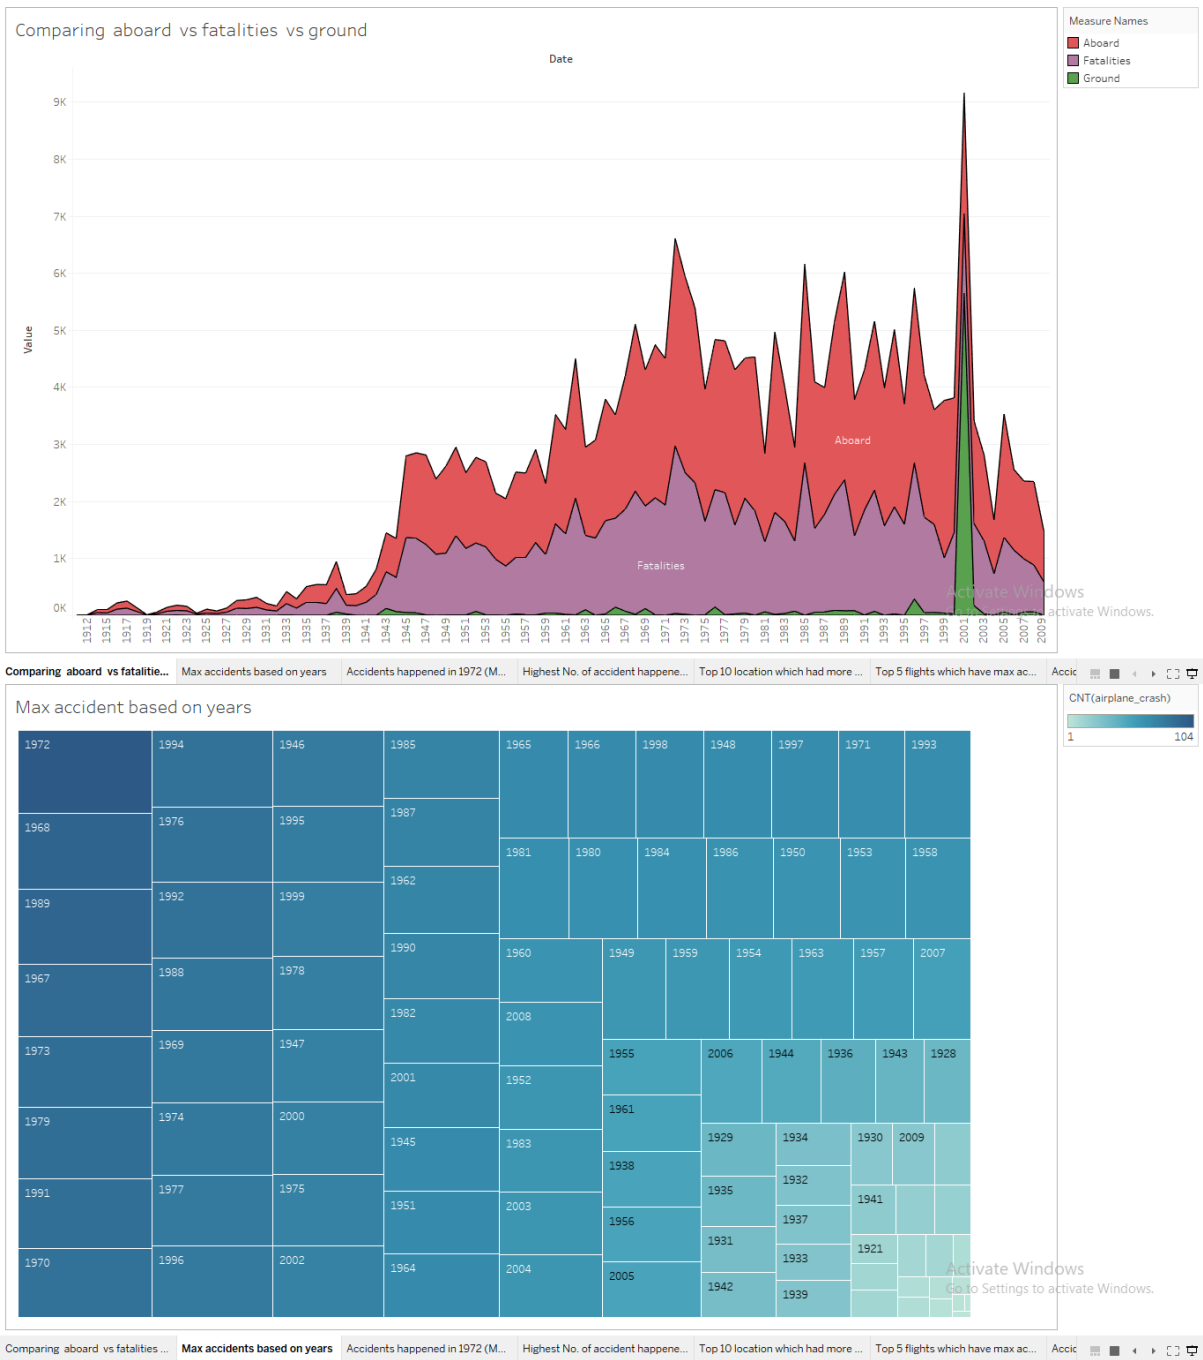 Comparing aboard vs fatalities vs ground
Measure Names
Aboard
Fatalities
Ground
Date
9K
8K
7K
6K
5K
4K
3K
2K
1K
0K
Value
Aboard
Fatalities
1912 1915 1917 1919 1921 1923 1925 1927 1929 1931 1933 1935 1937 1939 1941 1943 1945 1947 1949 1951 1953 1955 1957 1959 1961 1963 1965 1967 1969 1971 1973 1975 1977 1979 1981 1983 1985 1987 1989 1991 1993 1995 1997 1999 2001 2003 2005 2007 2009
Activate Windows
Go to Settings to activate Windows.
Comparing aboard vs fatalitie... Max accidents based on years Accidents happened in 1972 (M... Highest No. of accident happene... Top 10 location which had more ... Top 5 flights which have max ac... Accic
Max accident based on years
CNT(airplane_crash)
1 104
1972 1994 1946 1985 1965 1966 1998 1948 1997 1971 1993
1968 1976 1995 1987
1981 1980 1984 1986 1950 1953 1958
1989 1992 1999 1962
1990 1960 1949 1959 1954 1963 1957 2007
1967 1988 1978
1982 2008
1973 1969 1947 1955 2006 1944 1936 1943 1928
2001 1952
1979 1974 2000 1961
1945 1983 1929 1934 1930 2009
1991 1977 1975 1938 1932
1951 2003 1935 1941
1956 1937
1970 1996 2002 1931 1933 1921
1964 2004 2005 1942 1939
Activate Windows
Go to Settings to activate Windows.
Comparing aboard vs fatalities ... Max accidents based on years Accidents happened in 1972 (M... Highest No. of accident happene... Top 10 location which had more ... Top 5 flights which have max ac... Accic